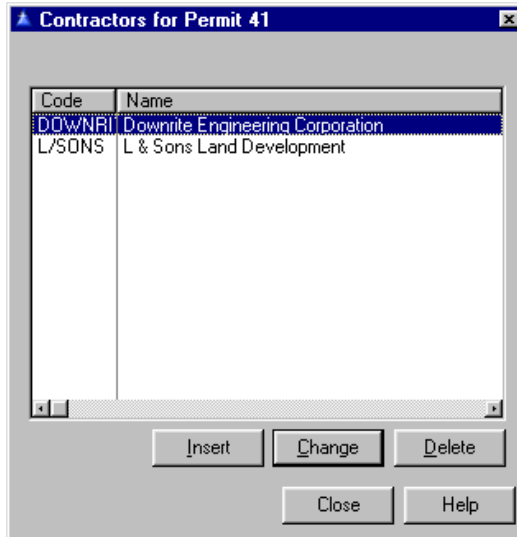 Contractors for Permit 41
Code Name
DOWNRI Downrite Engineering Corporation
L/SONS L & Sons Land Development
Insert Change Delete
Close Help